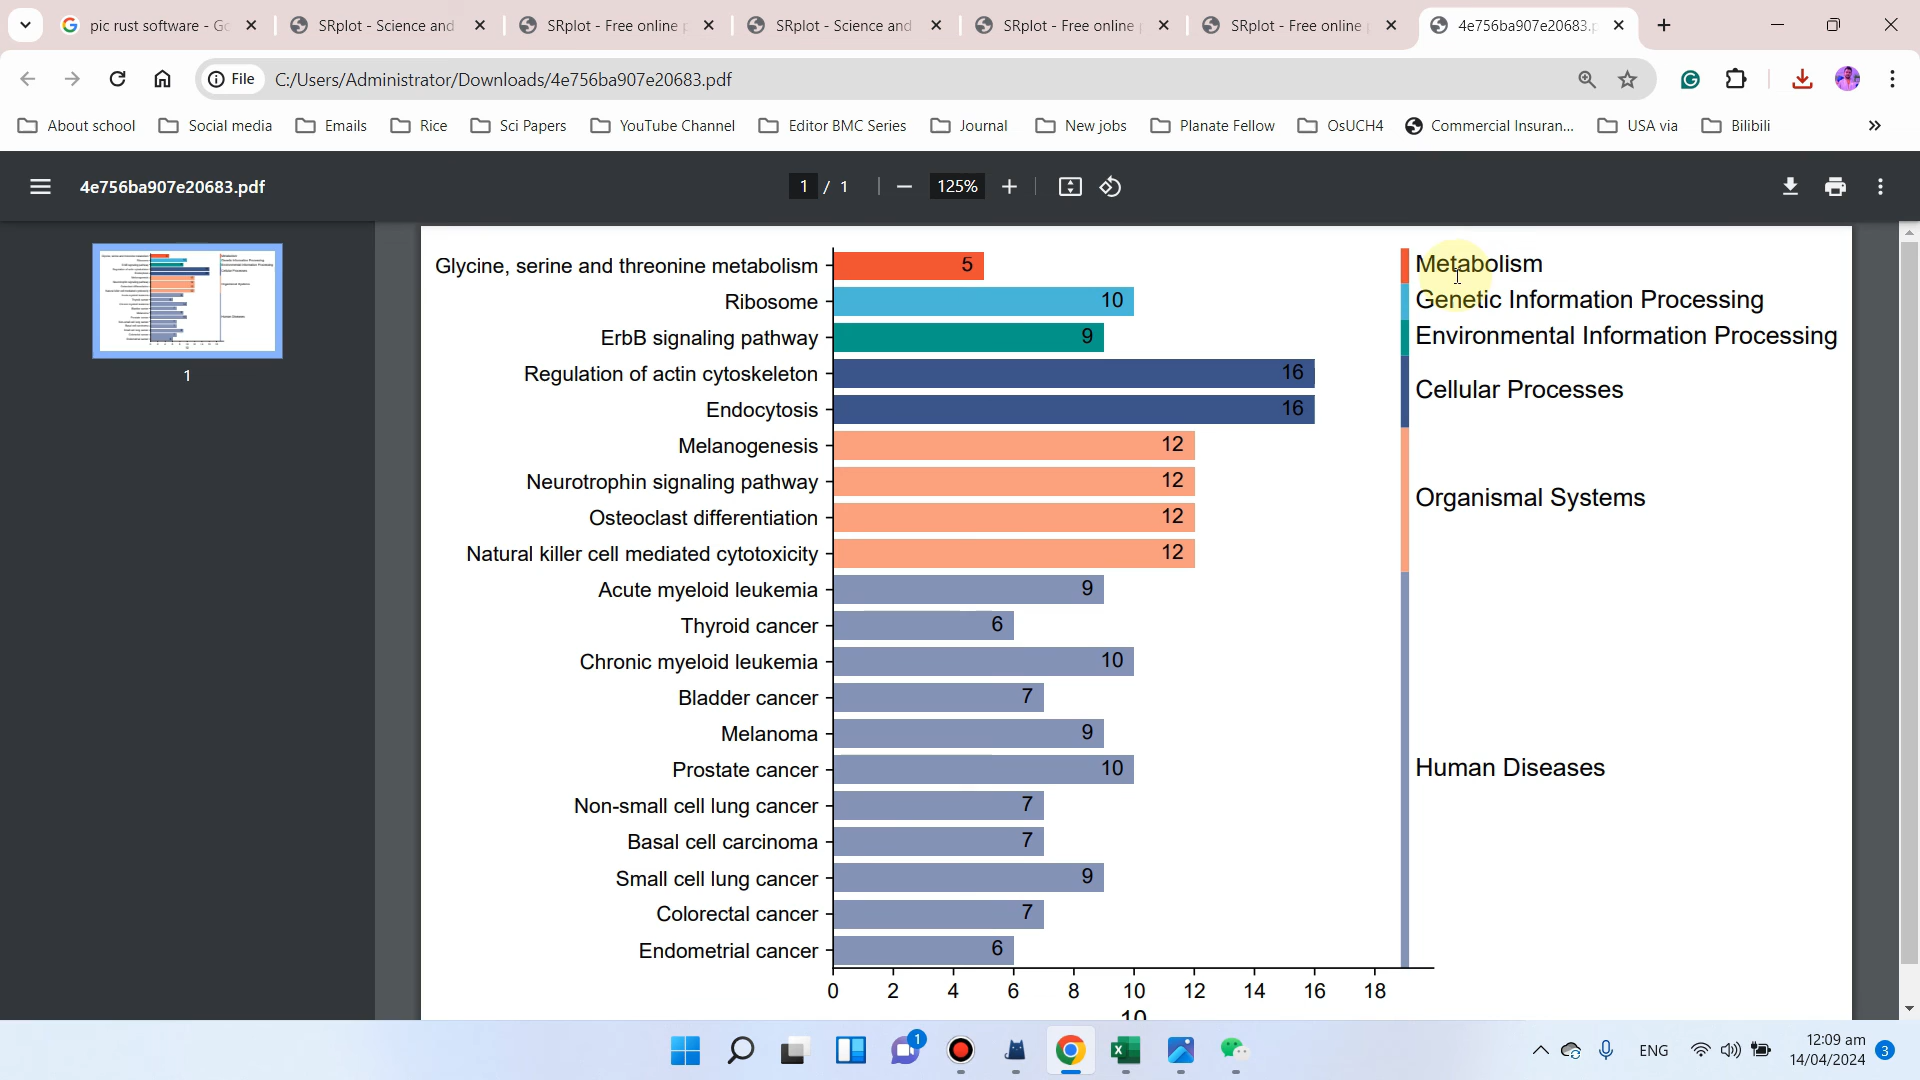 pic rust software - Go
SRplot - Science and
SRplot - Free online p
SRplot - Science and
SRplot - Free online p
SRplot - Free online
4e756ba907e20683.p
File
C:/Users/Administrator/Downloads/4e756ba907e20683.pdf
About school
Social media
Emails
Rice
Sci Papers
YouTube Channel
Editor BMC Series
Journal
New jobs
Planate Fellow
OsUCH4
Commercial Insuran...
USA via
Bilibili
4e756ba907e20683.pdf
1 / 1
125%
1
Glycine, serine and threonine metabolism 5 Metabolism
Ribosome 10 Genetic Information Processing
ErbB signaling pathway 9 Environmental Information Processing
Regulation of actin cytoskeleton 16
Cellular Processes
Endocytosis 16
Melanogenesis 12
Neurotrophin signaling pathway 12
Organismal Systems
Osteoclast differentiation 12
Natural killer cell mediated cytotoxicity 12
Acute myeloid leukemia 9
Thyroid cancer 6
Chronic myeloid leukemia 10
Bladder cancer 7
Melanoma 9
Prostate cancer 10 Human Diseases
Non-small cell lung cancer 7
Basal cell carcinoma 7
Small cell lung cancer 9
Colorectal cancer 7
Endometrial cancer 6
0 2 4 6 8 10 12 14 16 18
10
1
ENG
12:09 am
14/04/2024
3